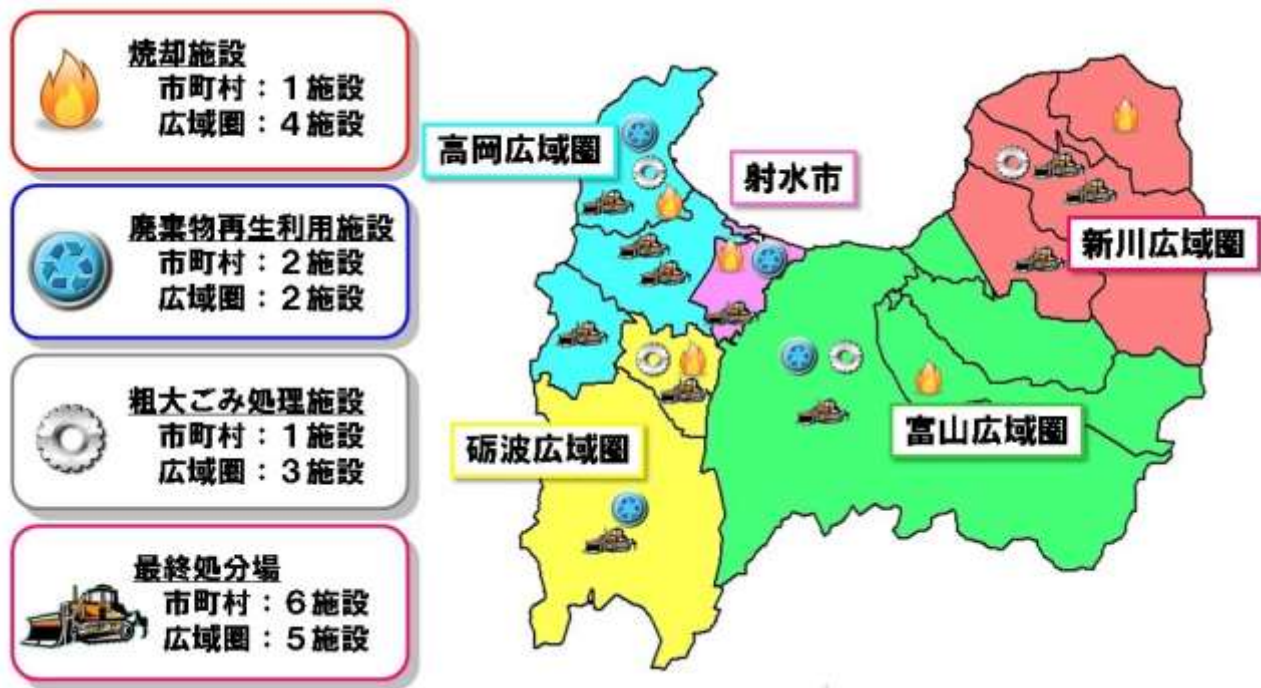 焼却施設
市町村：１施設
広域圏：４施設
廃棄物再生利用施設
市町村：２施設
広域圏：２施設
粗大ごみ処理施設
市町村：１施設
広域圏：３施設
最終処分場
市町村：６施設
広域圏：５施設
高岡広域圏
射水市
新川広域圏
砺波広域圏
富山広域圏